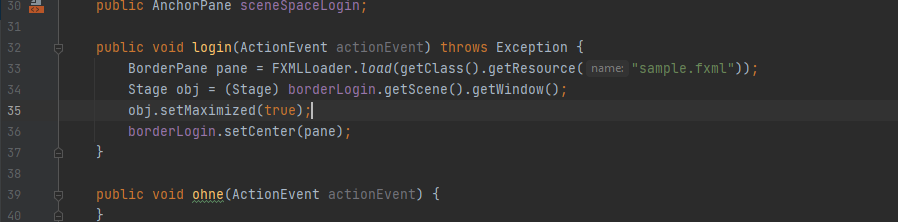 30 public AnchorPane sceneSpaceLogin;
31
32 public void login(ActionEvent actionEvent) throws Exception {
33 BorderPane pane = FXMLLoader.load(getClass().getResource( name: "sample.fxml"));
34 Stage obj = (Stage) borderLogin.getScene().getWindow();
35 obj.setMaximized(true);
36 borderLogin.setCenter(pane);
37 }
38
39 public void ohne(ActionEvent actionEvent) {
40 }